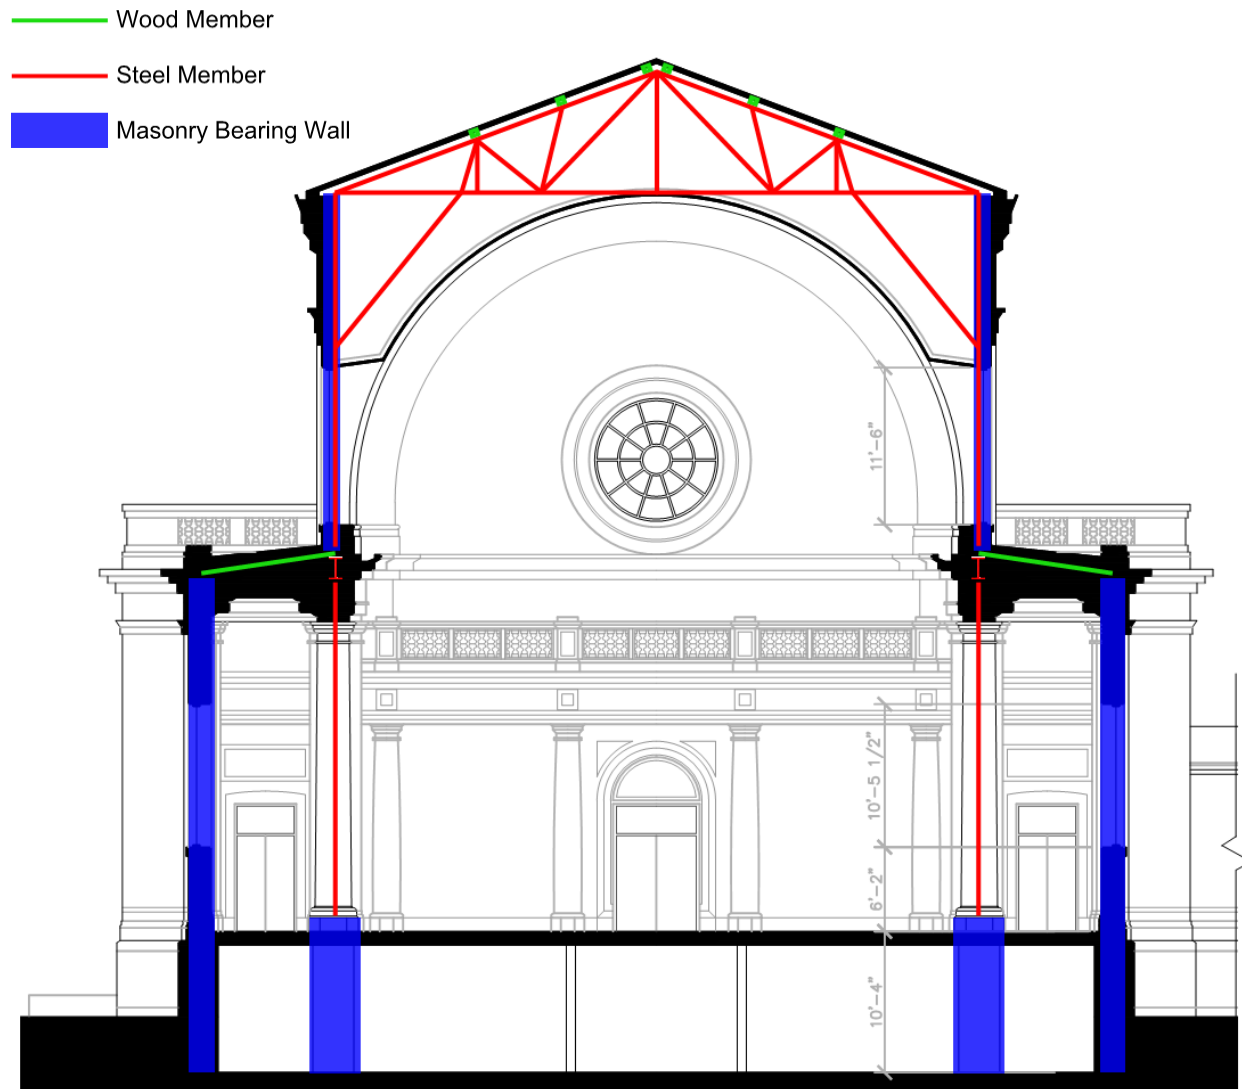 Wood Member
Steel Member
Masonry Bearing Wall
11'-6"
10'-5 1/2"
6'-2"
10'-4"